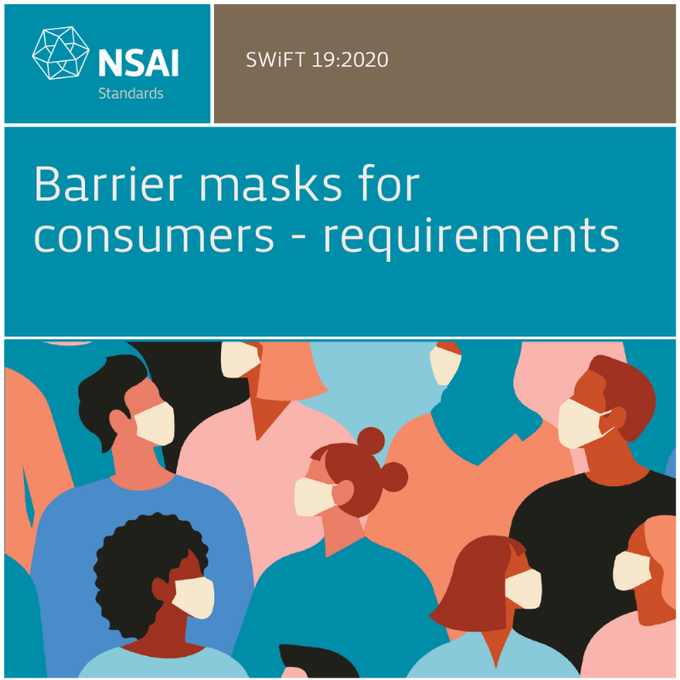 NSAI
Standards
SWiFT 19:2020
Barrier masks for
consumers - requirements